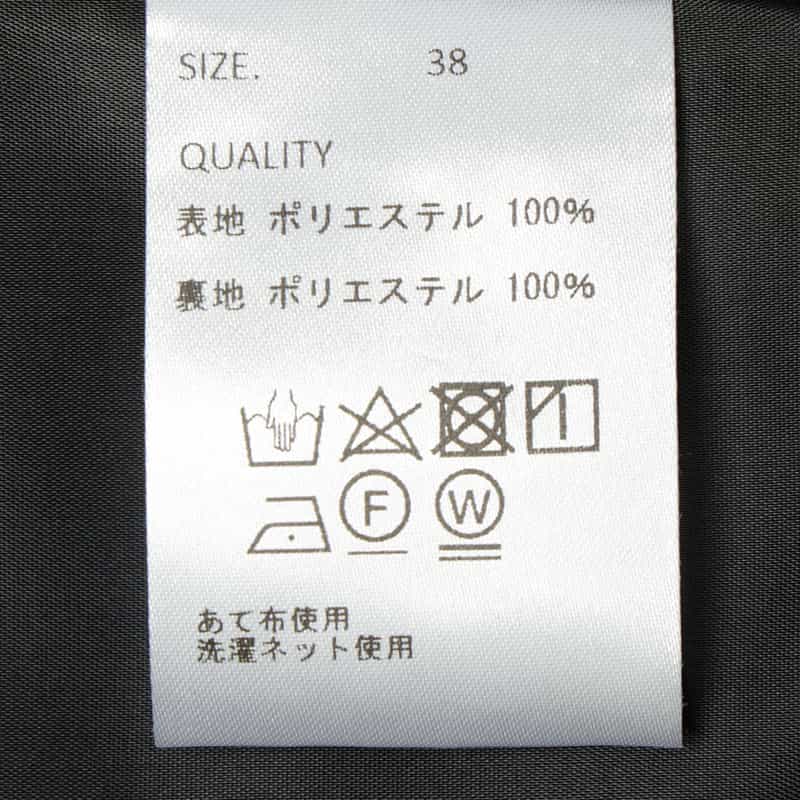 SIZE. 38
QUALITY
表地 ポリエステル 100%
裏地 ポリエステル 100%
F W
あて布使用
洗濯ネット使用